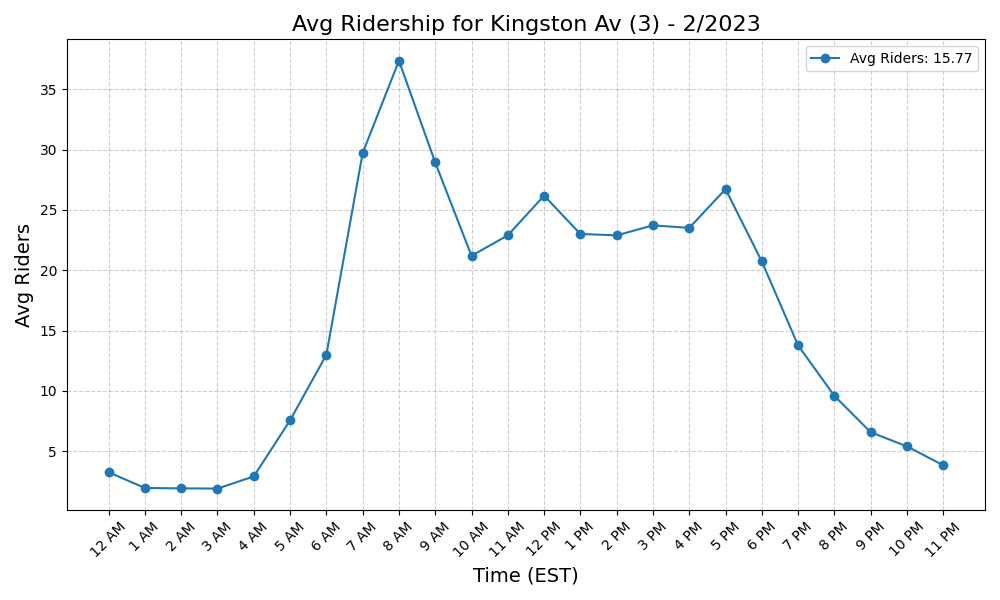 Avg Ridership for Kingston Av (3) - 2/2023
Avg Riders: 15.77
Avg Riders
35
30
25
20
15
10
5
12 AM
1 AM
2 AM
3 AM
4 AM
5 AM
6 AM
7 AM
8 AM
9 AM
10 AM
11 AM
12 PM
1 PM
2 PM
3 PM
4 PM
5 PM
6 PM
7 PM
8 PM
9 PM
10 PM
11 PM
Time (EST)